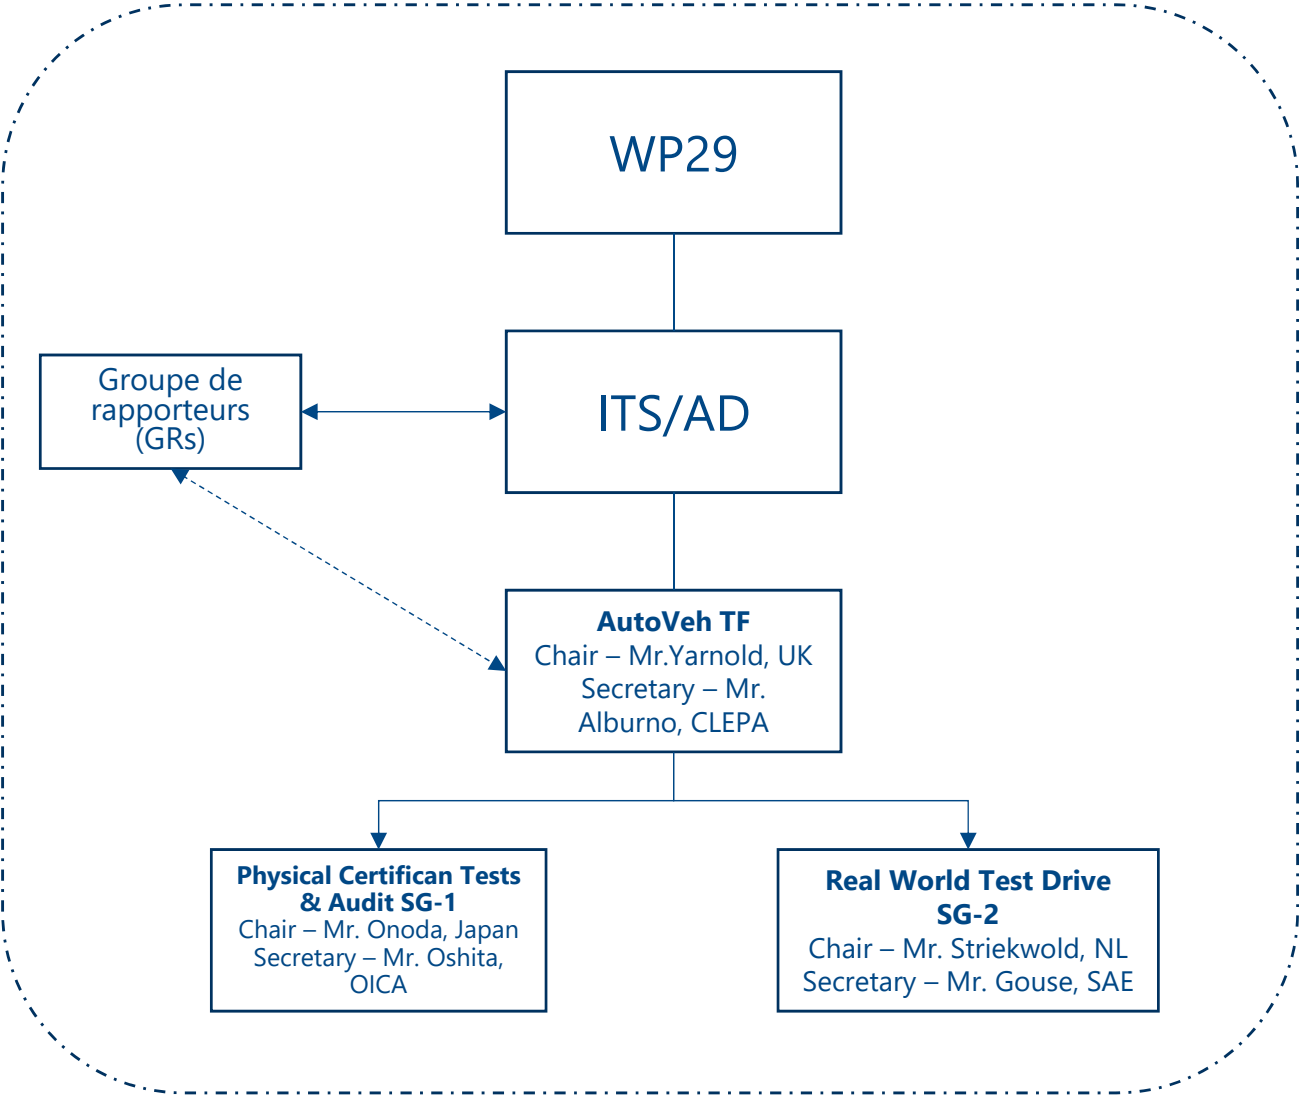 WP29
Groupe de
rapporteurs
(GRs)
ITS/AD
AutoVeh TF
Chair – Mr.Yarnold, UK
Secretary – Mr.
Alburno, CLEPA
Physical Certifican Tests
& Audit SG-1
Chair – Mr. Onoda, Japan
Secretary – Mr. Oshita,
OICA
Real World Test Drive
SG-2
Chair – Mr. Striekwold, NL
Secretary – Mr. Gouse, SAE